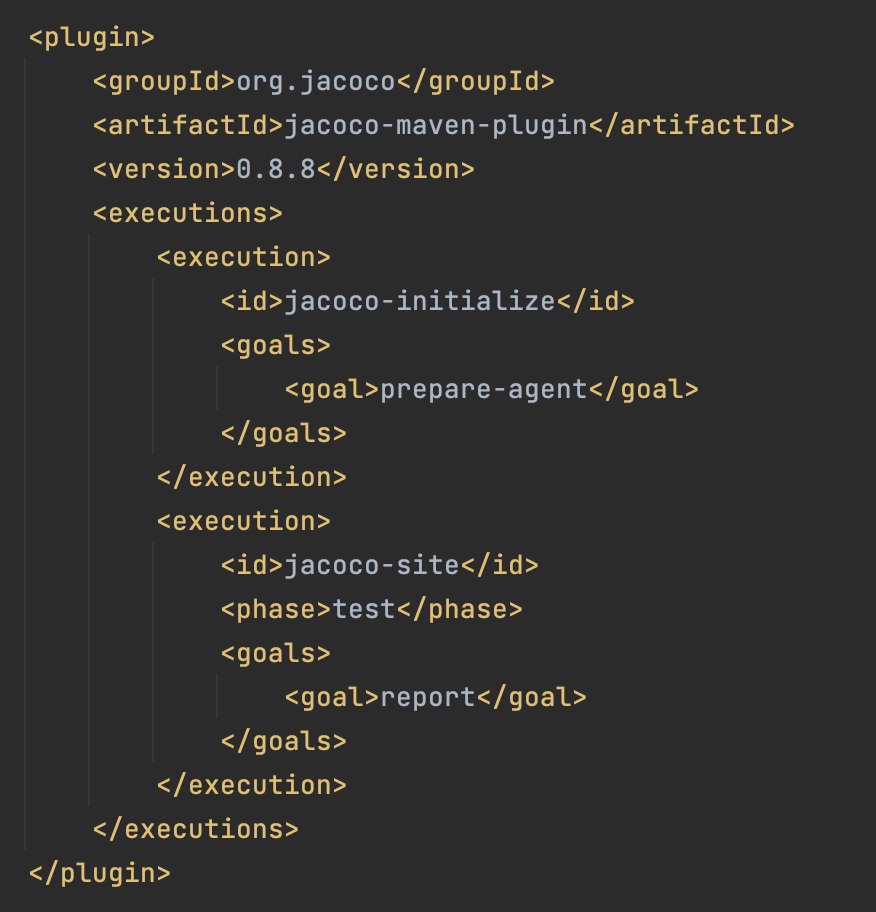 <plugin>
    <groupId>org.jacoco</groupId>
    <artifactId>jacoco-maven-plugin</artifactId>
    <version>0.8.8</version>
    <executions>
        <execution>
            <id>jacoco-initialize</id>
            <goals>
                <goal>prepare-agent</goal>
            </goals>
        </execution>
        <execution>
            <id>jacoco-site</id>
            <phase>test</phase>
            <goals>
                <goal>report</goal>
            </goals>
        </execution>
    </executions>
</plugin>